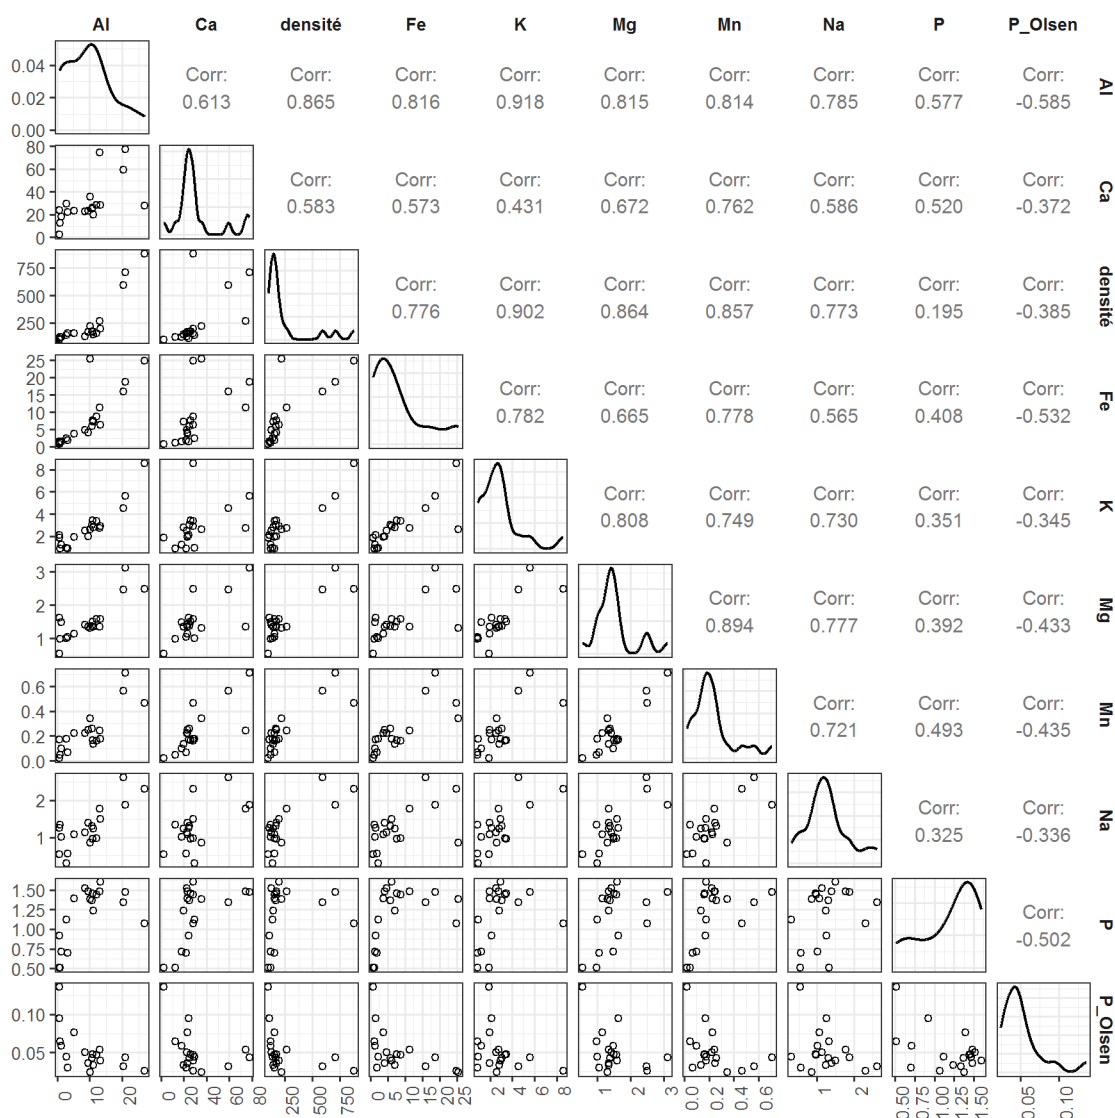 Al Ca densité Fe K Mg Mn Na P P_Olsen
0.04 Corr: Corr: Corr: Corr: Corr: Corr: Corr: Corr: Corr: Al
0.02 0.613 0.865 0.816 0.918 0.815 0.814 0.785 0.577 -0.585
0.00
80
60 Corr: Corr: Corr: Corr: Corr: Corr: Corr: Corr: Ca
40
20 0.583 0.573 0.431 0.672 0.762 0.586 0.520 -0.372
0
750 Corr: Corr: Corr: Corr: Corr: Corr: Corr: densité
500 0.776 0.902 0.864 0.857 0.773 0.195 -0.385
250
25
20 Corr: Corr: Corr: Corr: Corr: Corr: Fe
15
10 0.782 0.665 0.778 0.565 0.408 -0.532
5
0
8
6 Corr: Corr: Corr: Corr: Corr: K
4 0.808 0.749 0.730 0.351 -0.345
2
3 Corr: Corr: Corr: Corr: Mg
2 0.894 0.777 0.392 -0.433
1
0.6 Corr: Corr: Corr: Mn
0.4 0.721 0.493 -0.435
0.2
0.0
2 Corr: Corr: Na
1 0.325 -0.336
1.50
1.25 Corr: P
1.00 -0.502
0.75
0.50
0.10 P_Olsen
0.05
0 10 20 0 20 40 60 80 250 500 750 0 5 10 15 20 25 2 4 6 8 1 2 3 0.0 0.2 0.4 0.6 1 2 0.50 0.75 1.00 1.25 1.50 0.05 0.10